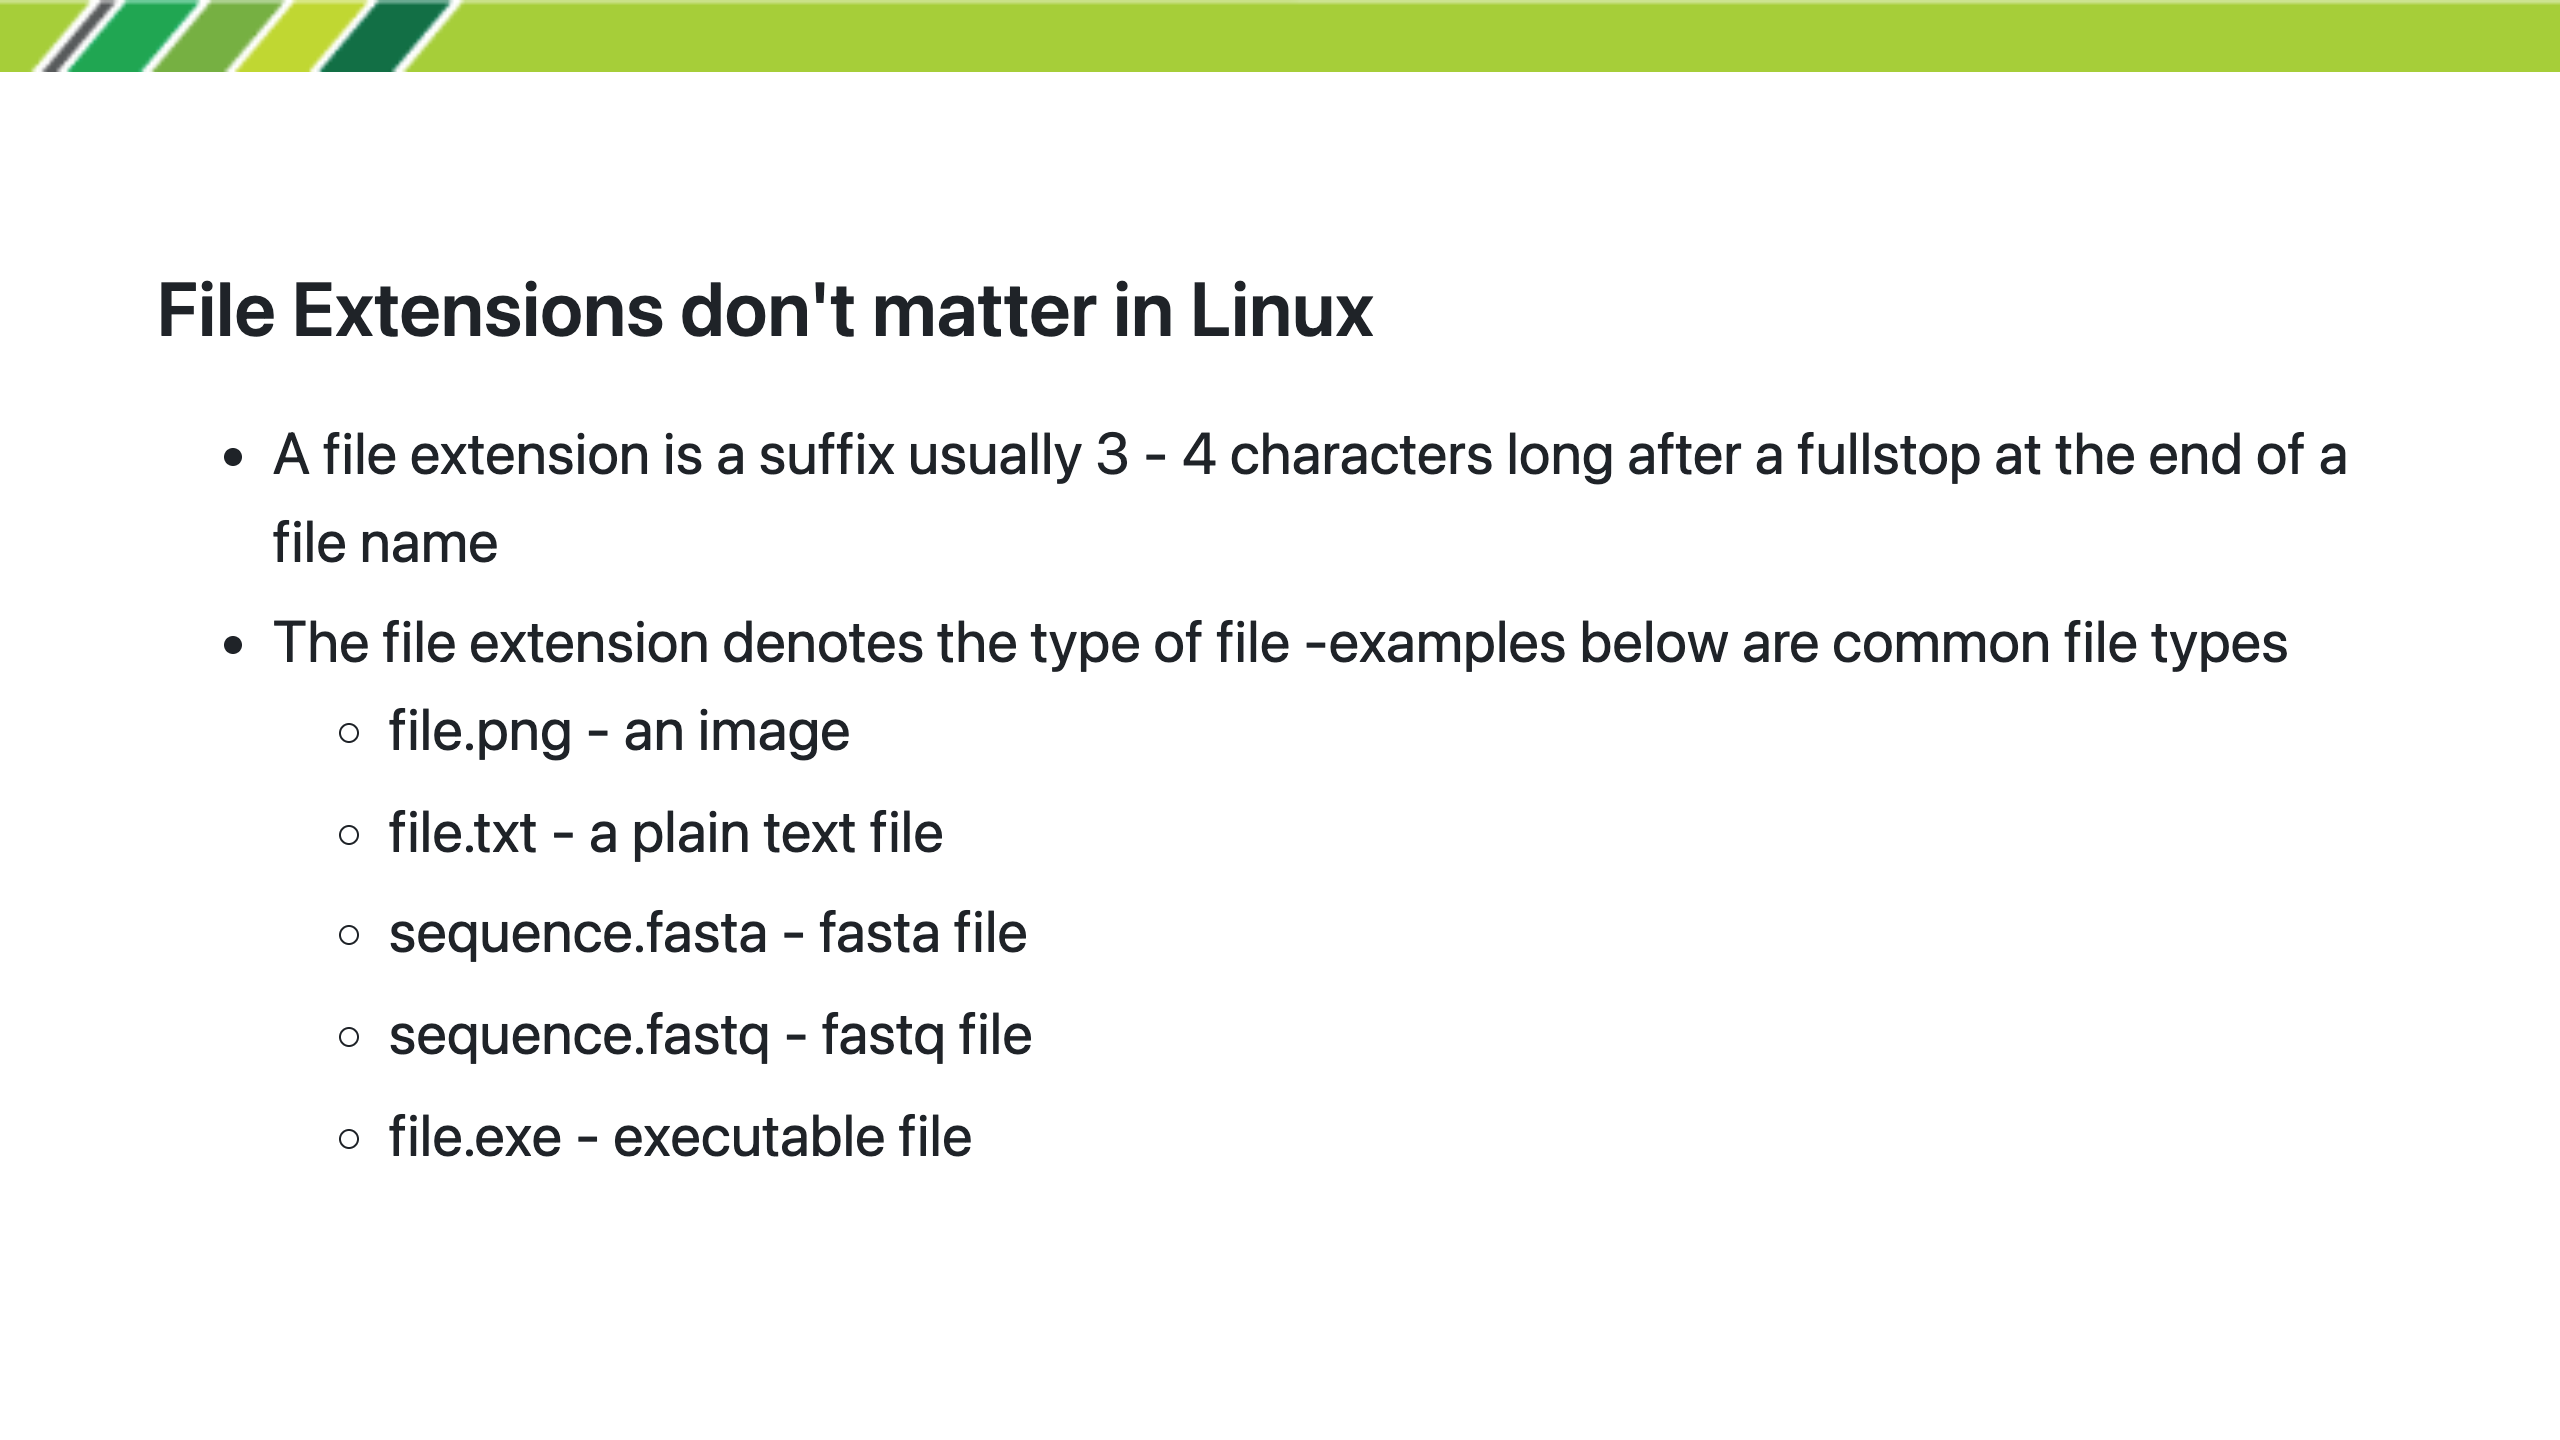 File Extensions don't matter in Linux
• A file extension is a suffix usually 3 - 4 characters long after a fullstop at the end of a
file name
• The file extension denotes the type of file -examples below are common file types
○ file.png - an image
○ file.txt - a plain text file
○ sequence.fasta - fasta file
○ sequence.fastq - fastq file
○ file.exe - executable file